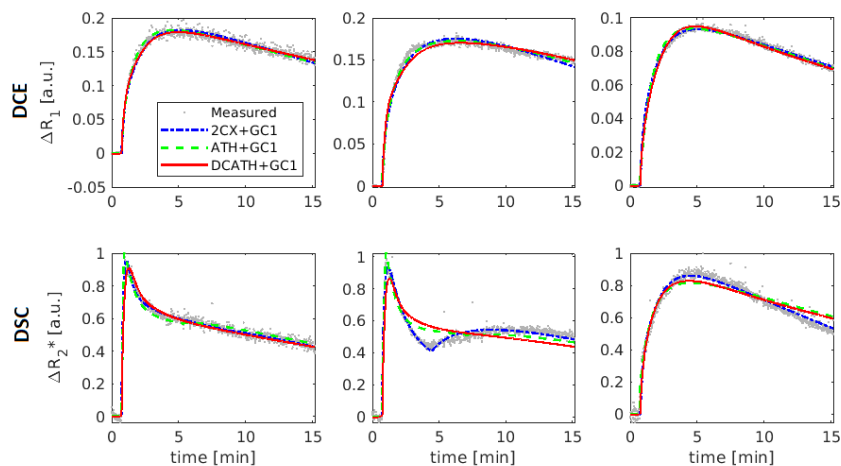 DCE
ΔR1 [a.u.]
0.2
0.15
0.1
0.05
0
-0.05
0 5 10 15
Measured
2CX+GC1
ATH+GC1
DCATH+GC1
0.2
0.15
0.1
0.05
0
0 5 10 15
0.1
0.08
0.06
0.04
0.02
0
0 5 10 15
DSC
ΔR2* [a.u.]
1
0.8
0.6
0.4
0.2
0
0 5 10 15
time [min]
1
0.8
0.6
0.4
0.2
0
0 5 10 15
time [min]
1
0.8
0.6
0.4
0.2
0
0 5 10 15
time [min]